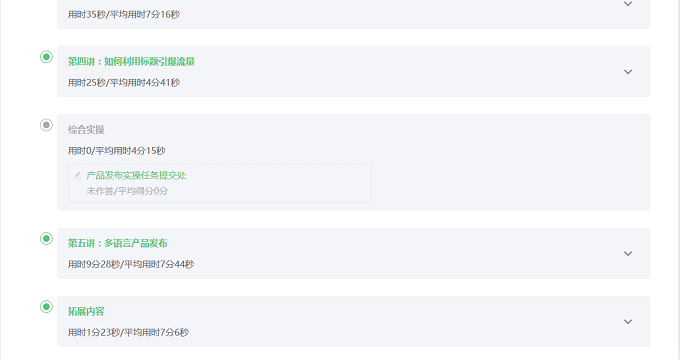 用时35秒/平均用时7分16秒
第四讲：如何利用标题引爆流量
用时25秒/平均用时4分41秒
综合实操
用时0/平均用时4分15秒
产品发布实操任务提交处
未作答/平均得分0分
第五讲：多语言产品发布
用时9分28秒/平均用时7分44秒
拓展内容
用时1分23秒/平均用时7分6秒